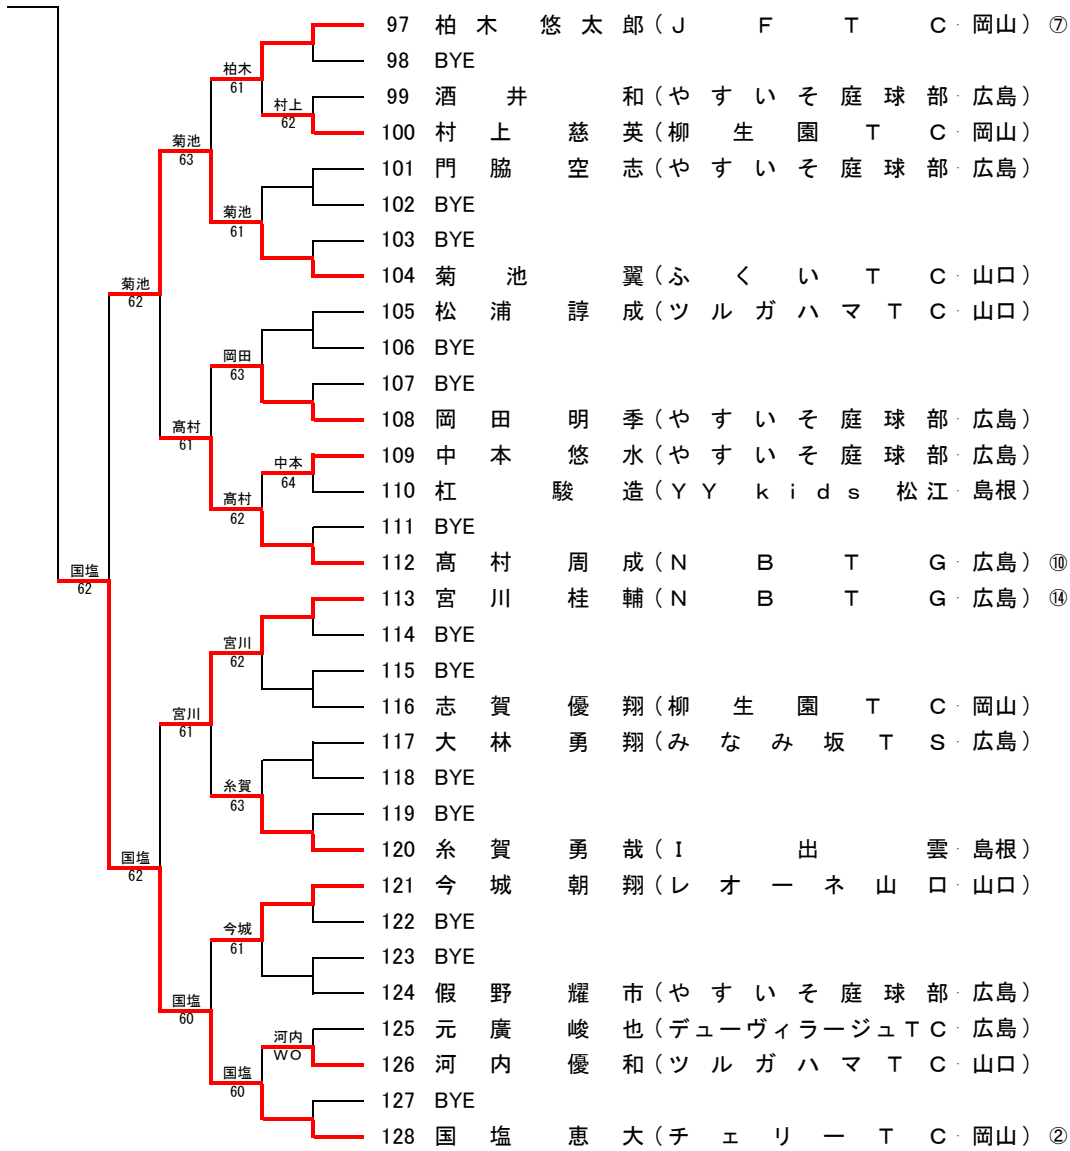 97 柏木 悠太郎 (JFTC 岡山) ⑦
98 BYE
柏木
61
99 酒井 和 (やすいそ庭球部 広島)
村上
62
100 村上 慈英 (柳生園TC 岡山)
菊池
63
101 門脇 空志 (やすいそ庭球部 広島)
102 BYE
菊池
61
103 BYE
104 菊池 翼 (ふくいTC 山口)
菊池
62
105 松浦 諄成 (ツルガハマTC 山口)
106 BYE
岡田
63
107 BYE
108 岡田 明季 (やすいそ庭球部 広島)
髙村
61
109 中本 悠水 (やすいそ庭球部 広島)
中本
64
110 杠 駿造 (YYkids松江 島根)
髙村
62
111 BYE
112 髙村 周成 (NBTG 広島) ⑩
国塩
62
113 宮川 桂輔 (NBTG 広島) ⑭
114 BYE
宮川
62
115 BYE
116 志賀 優翔 (柳生園TC 岡山)
宮川
61
117 大林 勇翔 (みなみ坂TS 広島)
118 BYE
糸賀
63
119 BYE
120 糸賀 勇哉 (I出雲 島根)
国塩
62
121 今城 朝翔 (レオーネ山口 山口)
122 BYE
今城
61
123 BYE
124 假野 耀市 (やすいそ庭球部 広島)
国塩
60
125 元廣 峻也 (デューヴィラージュTC 広島)
河内
WO
126 河内 優和 (ツルガハマTC 山口)
国塩
60
127 BYE
128 国塩 恵大 (チェリーTC 岡山) ②